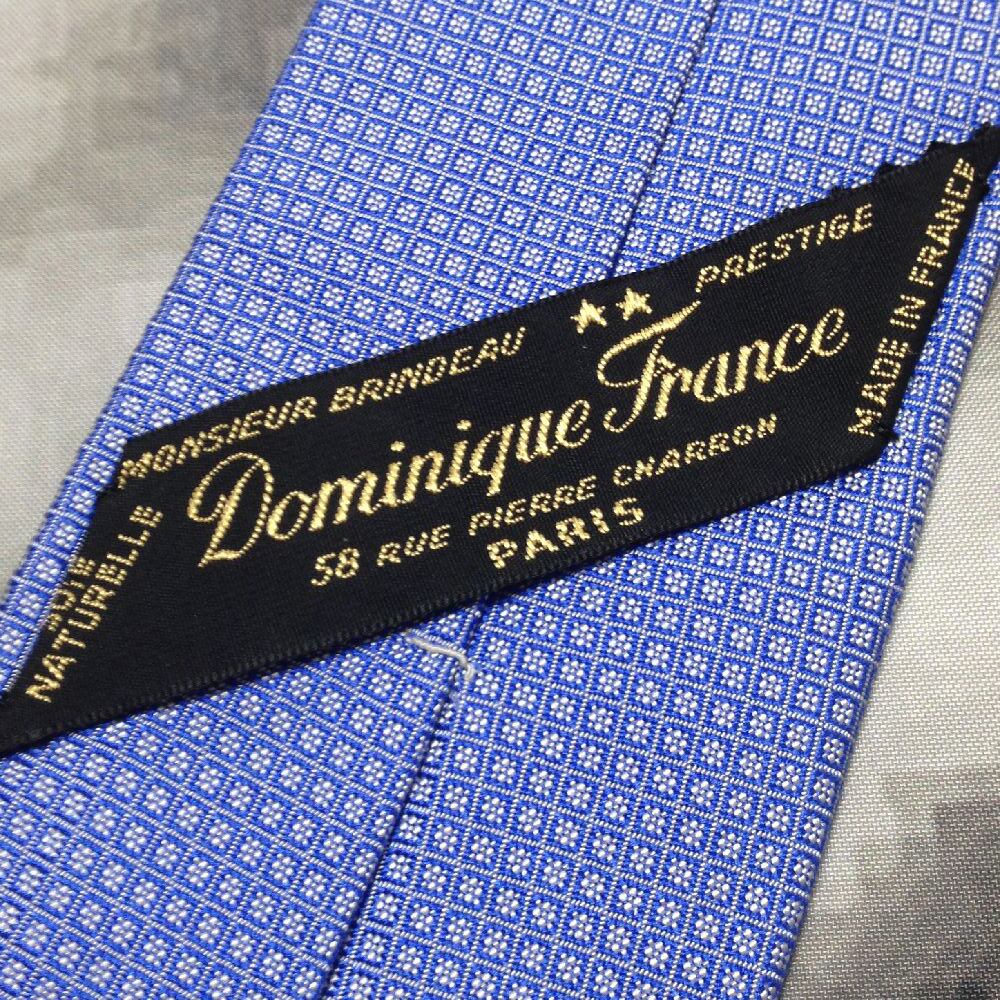 MONSIEUR BRINDEAU ★★ PRESTIGE
Dominique France
58 RUE PIERRE CHARRON
PARIS
SOIE
NATURELLE
MADE IN FRANCE